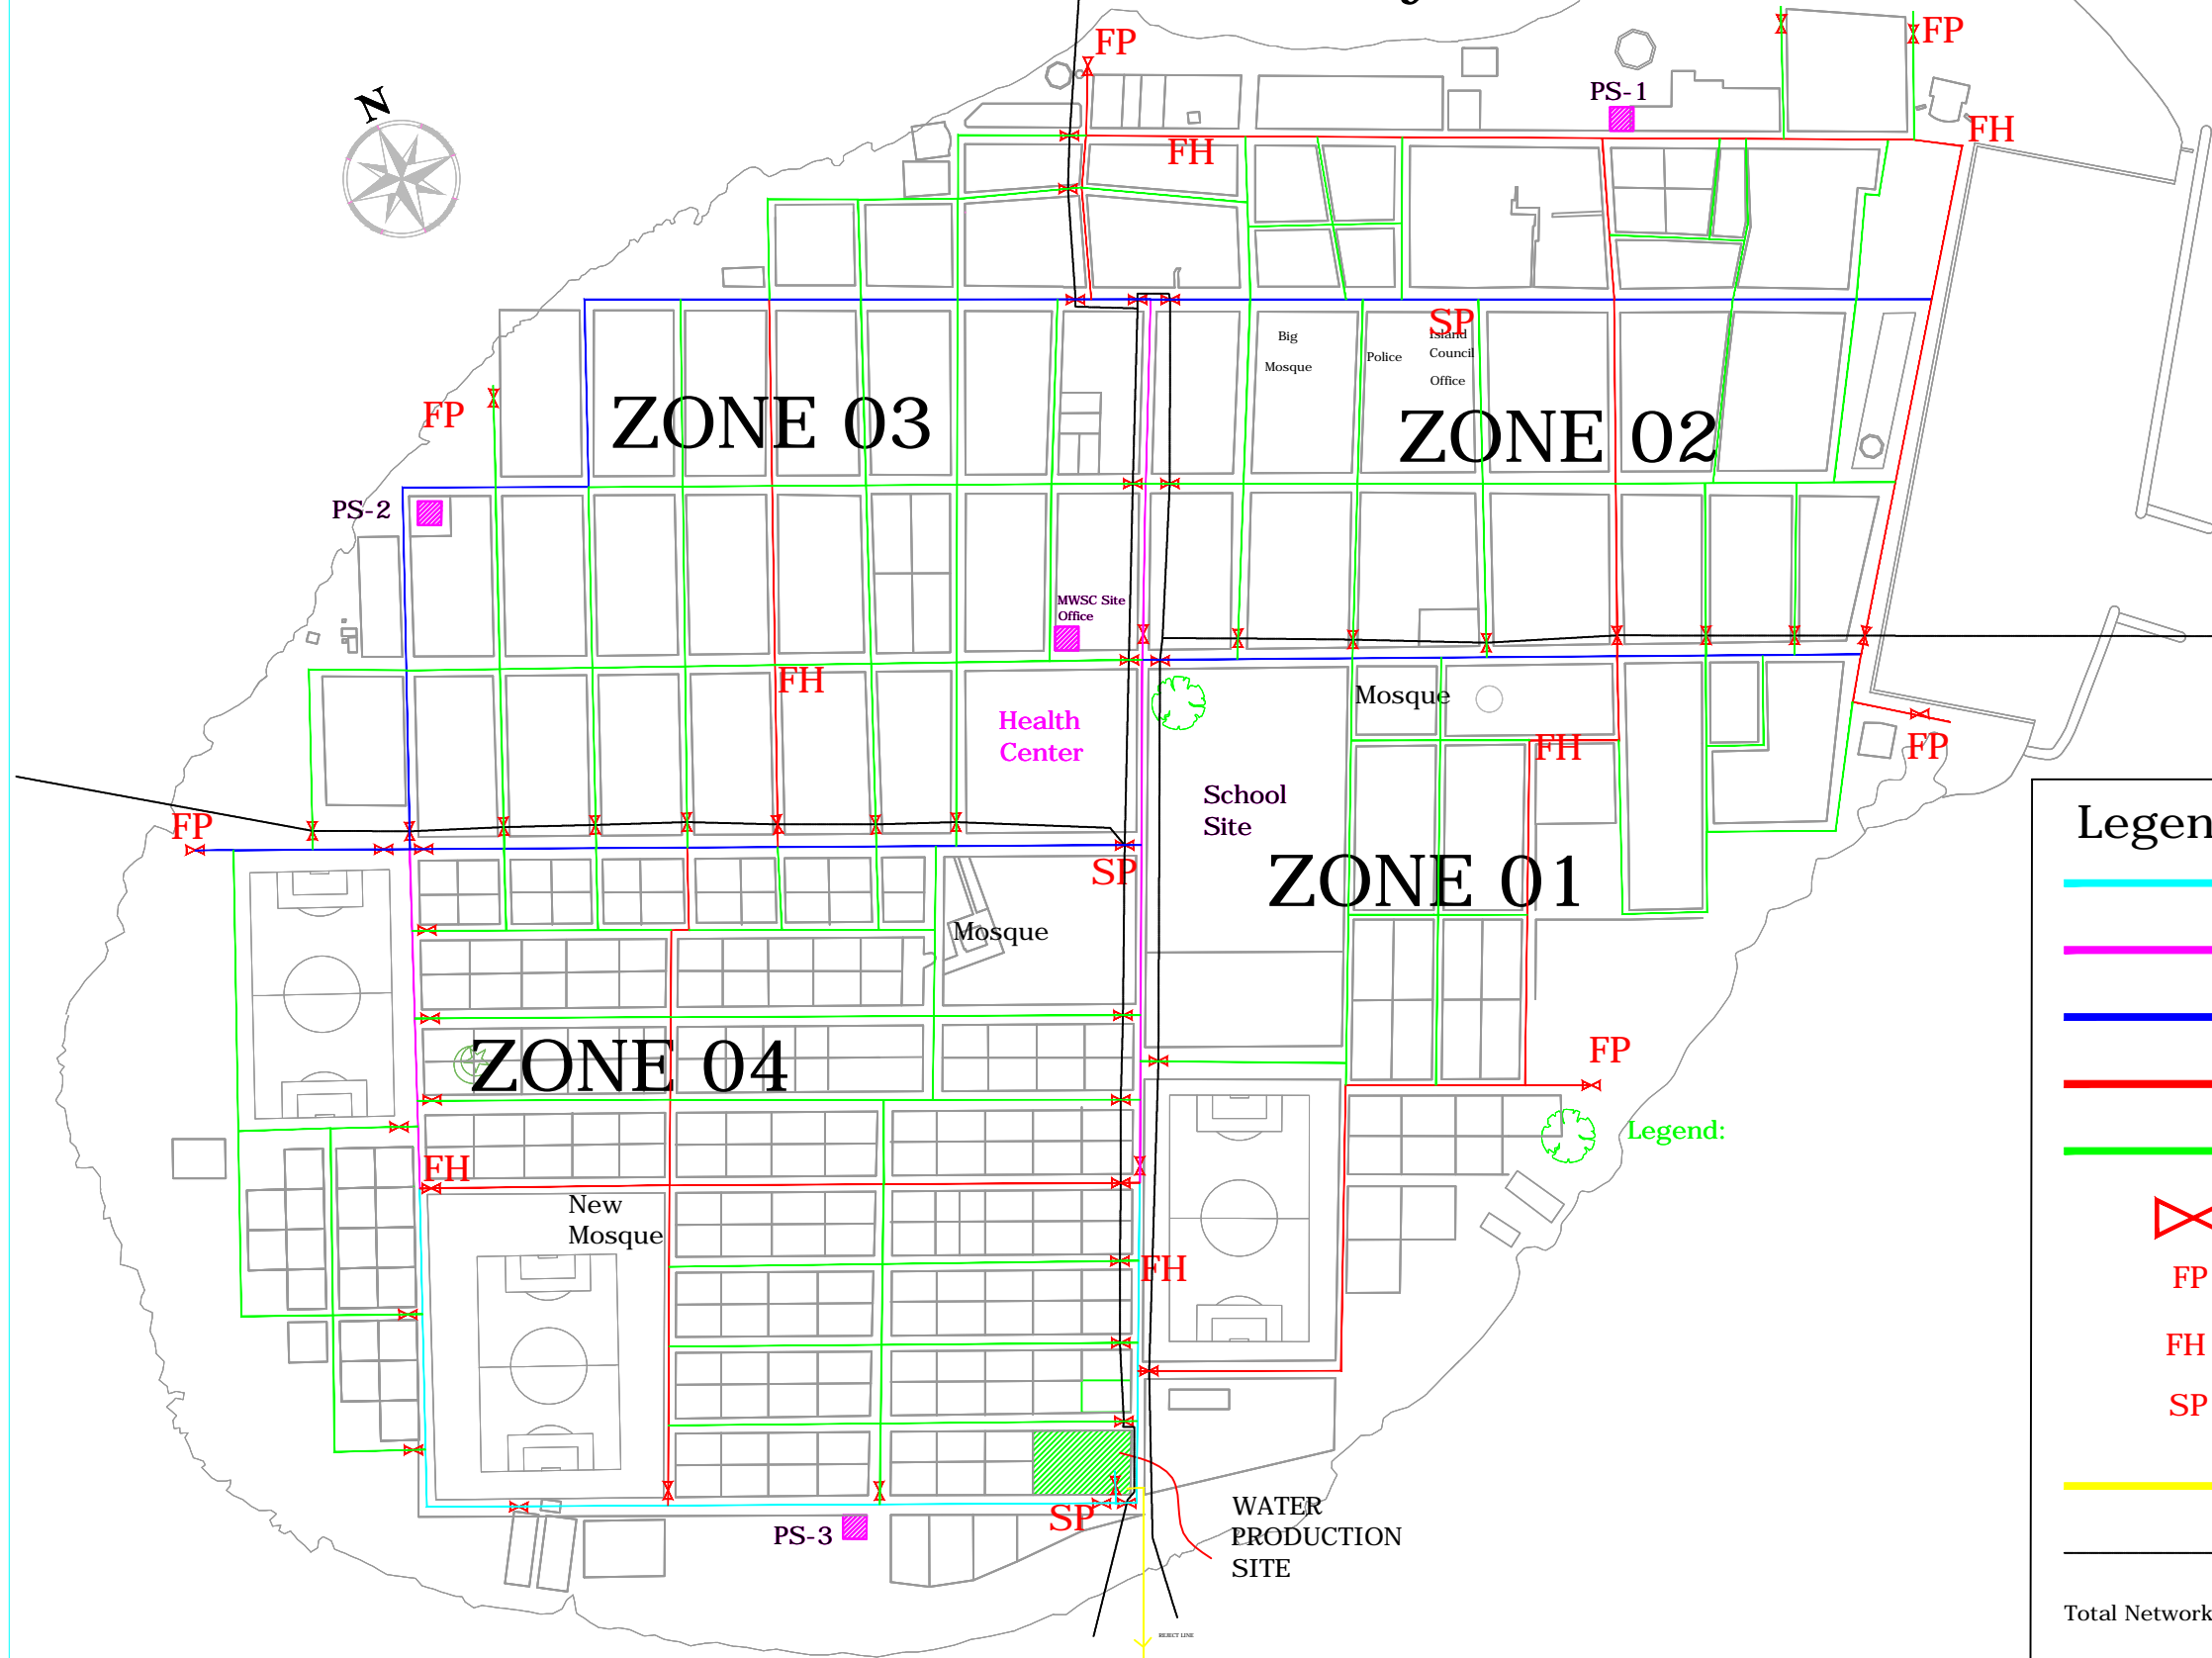 FP
FP
N
PS-1
FH
FH
SP
Big
Mosque
Police
Island
Council
Office
FP
ZONE 03
ZONE 02
PS-2
MWSC Site
Office
FH
Mosque
Health
Center
FH
FP
School
Site
FP
SP
ZONE 01
Legen
Mosque
ZONE 04
FP
Legend:
FH
New
Mosque
FH
FP
FH
SP
SP
PS-3
WATER
PRODUCTION
SITE
Total Network
REJECT LINE